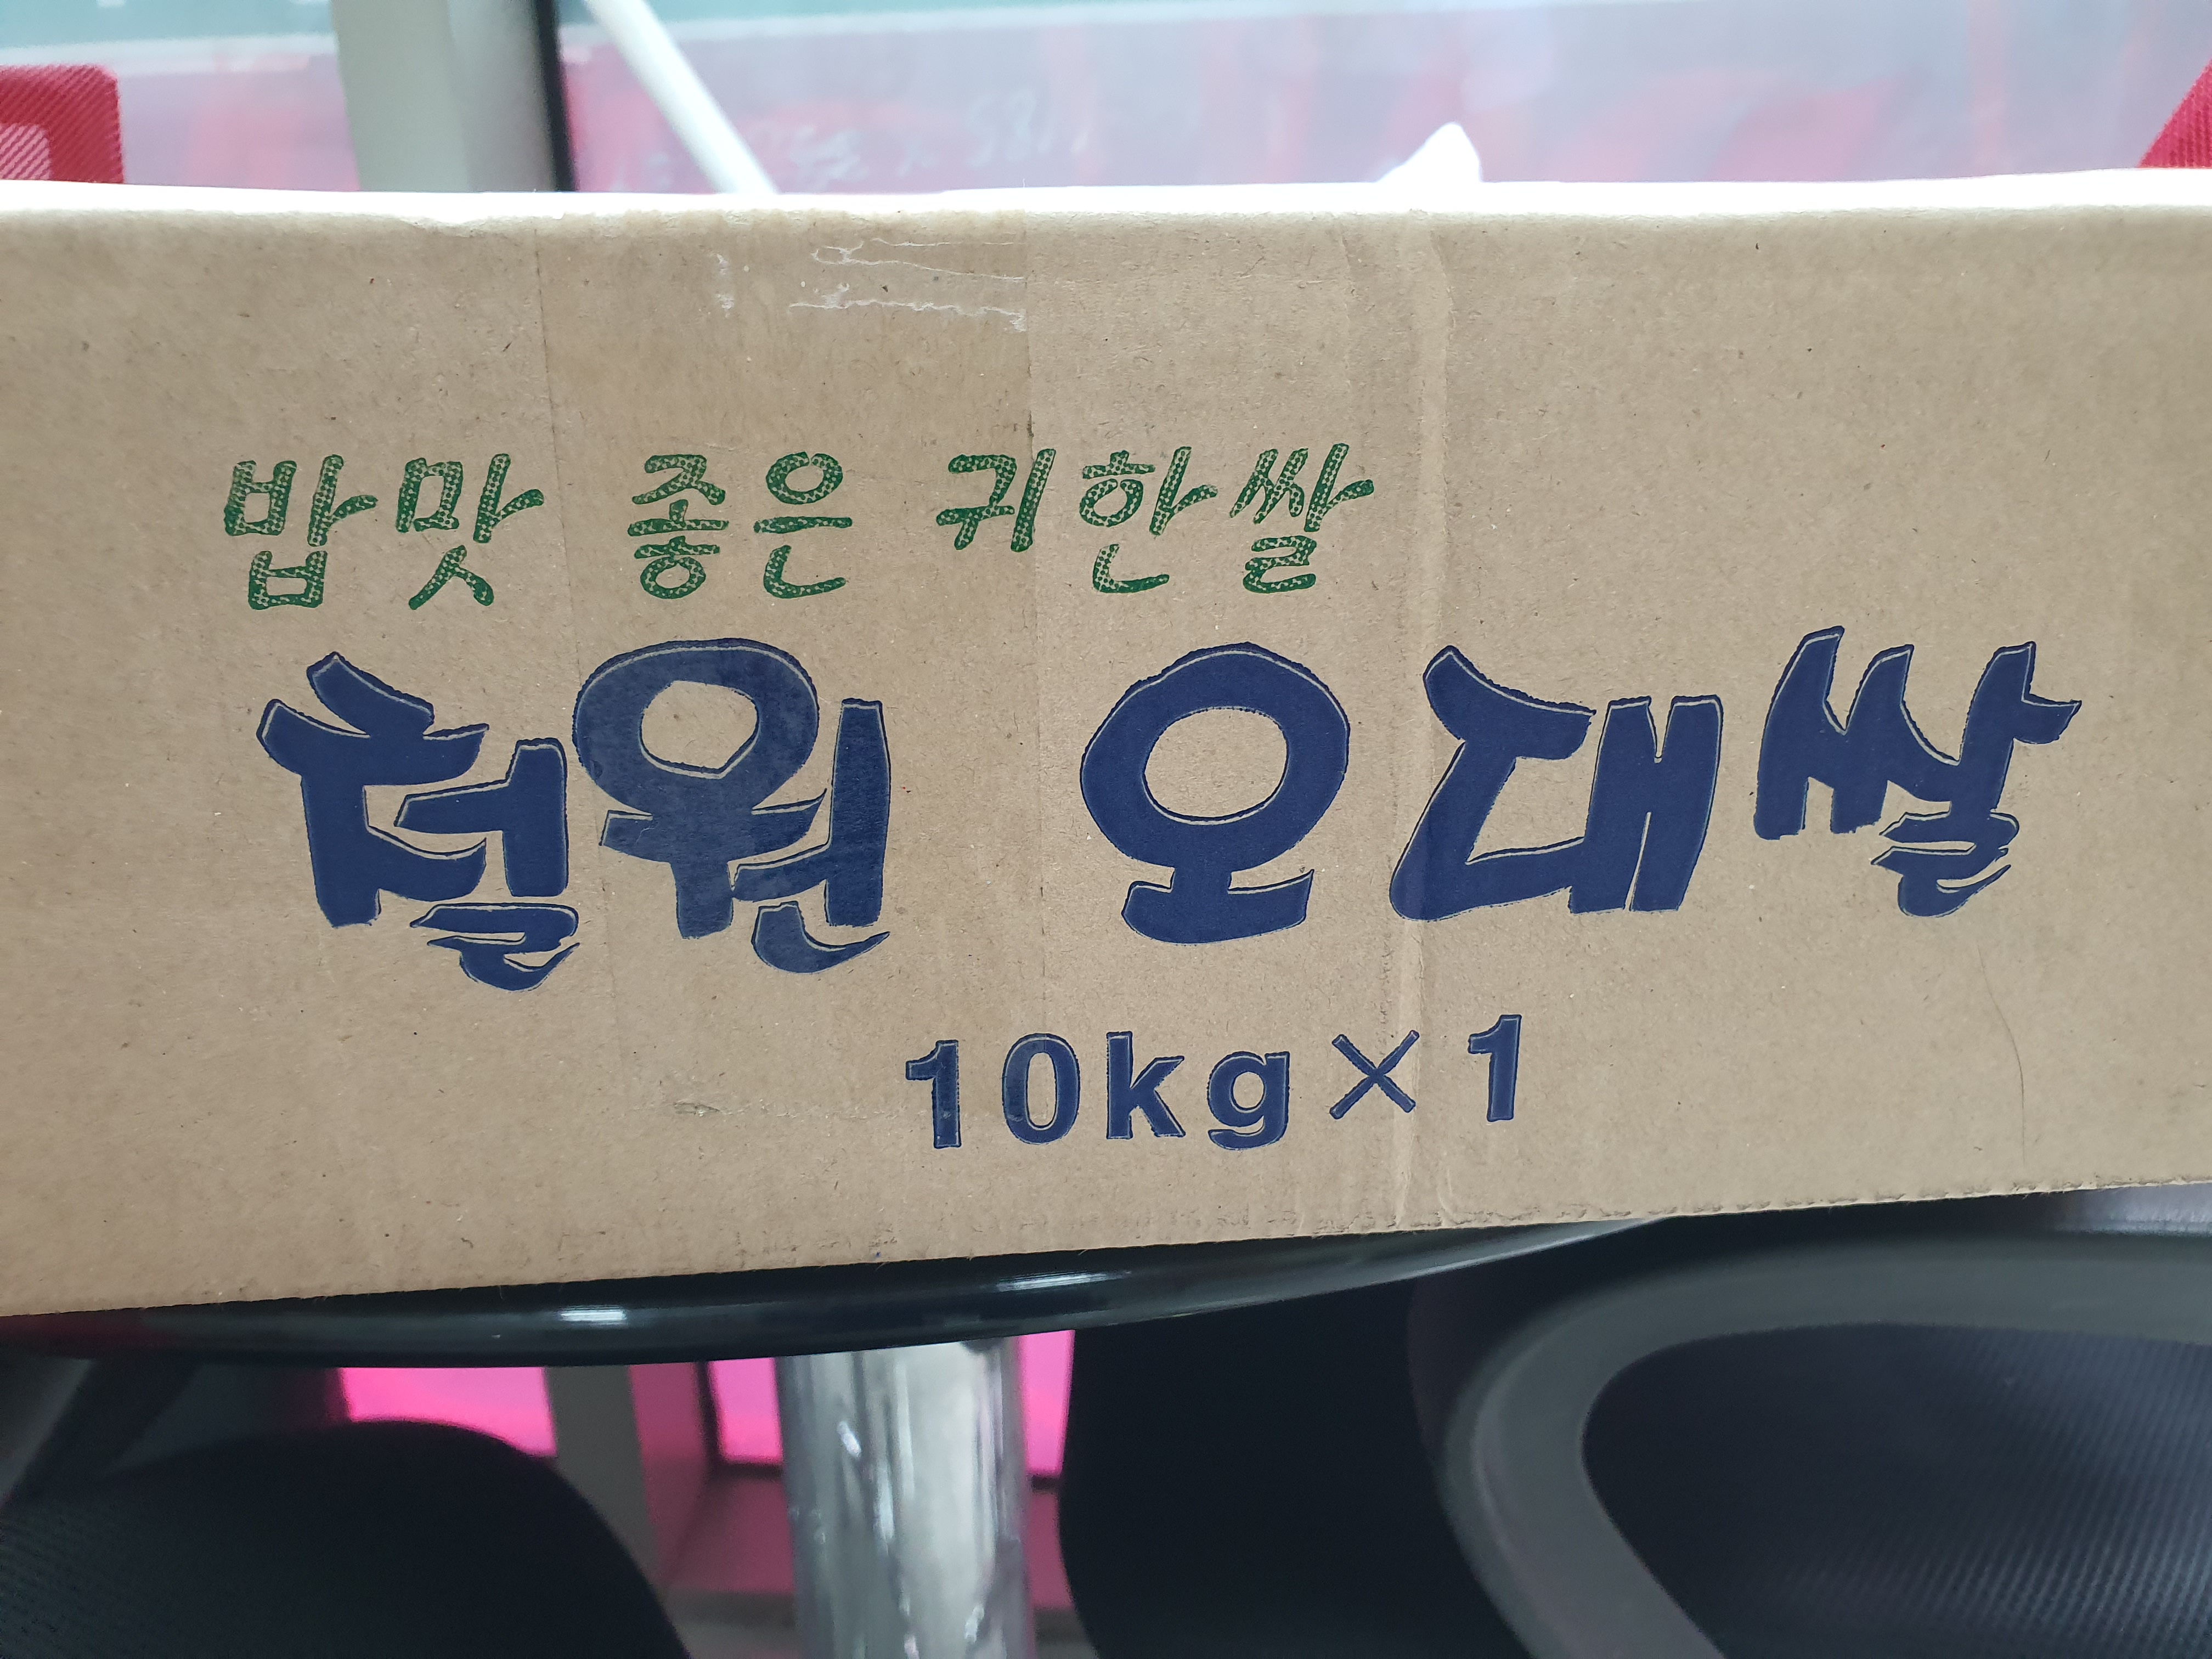 밥맛 좋은 귀한쌀
철원 오대쌀
10kg×1